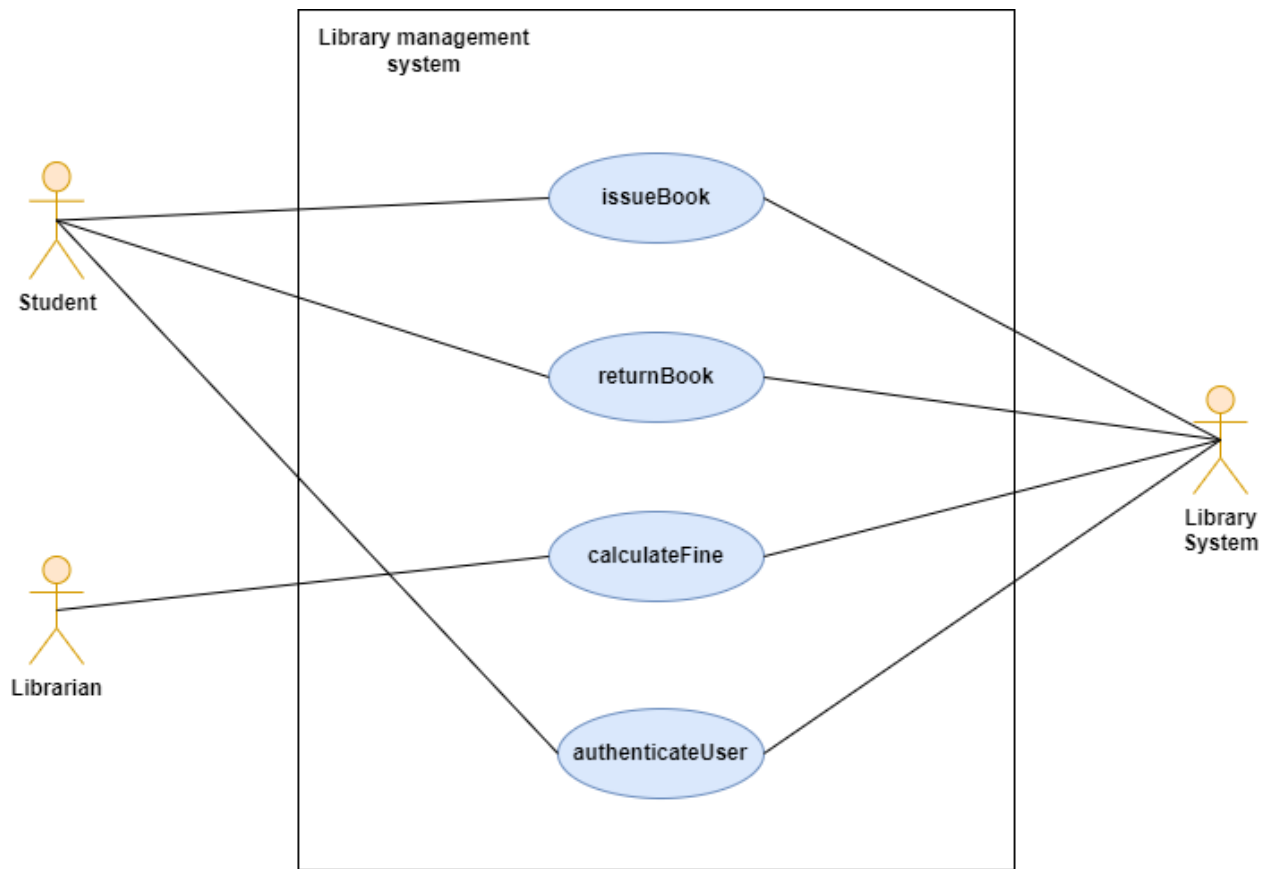 Library management
system
issueBook
Student
returnBook
Library
System
calculateFine
Librarian
authenticateUser